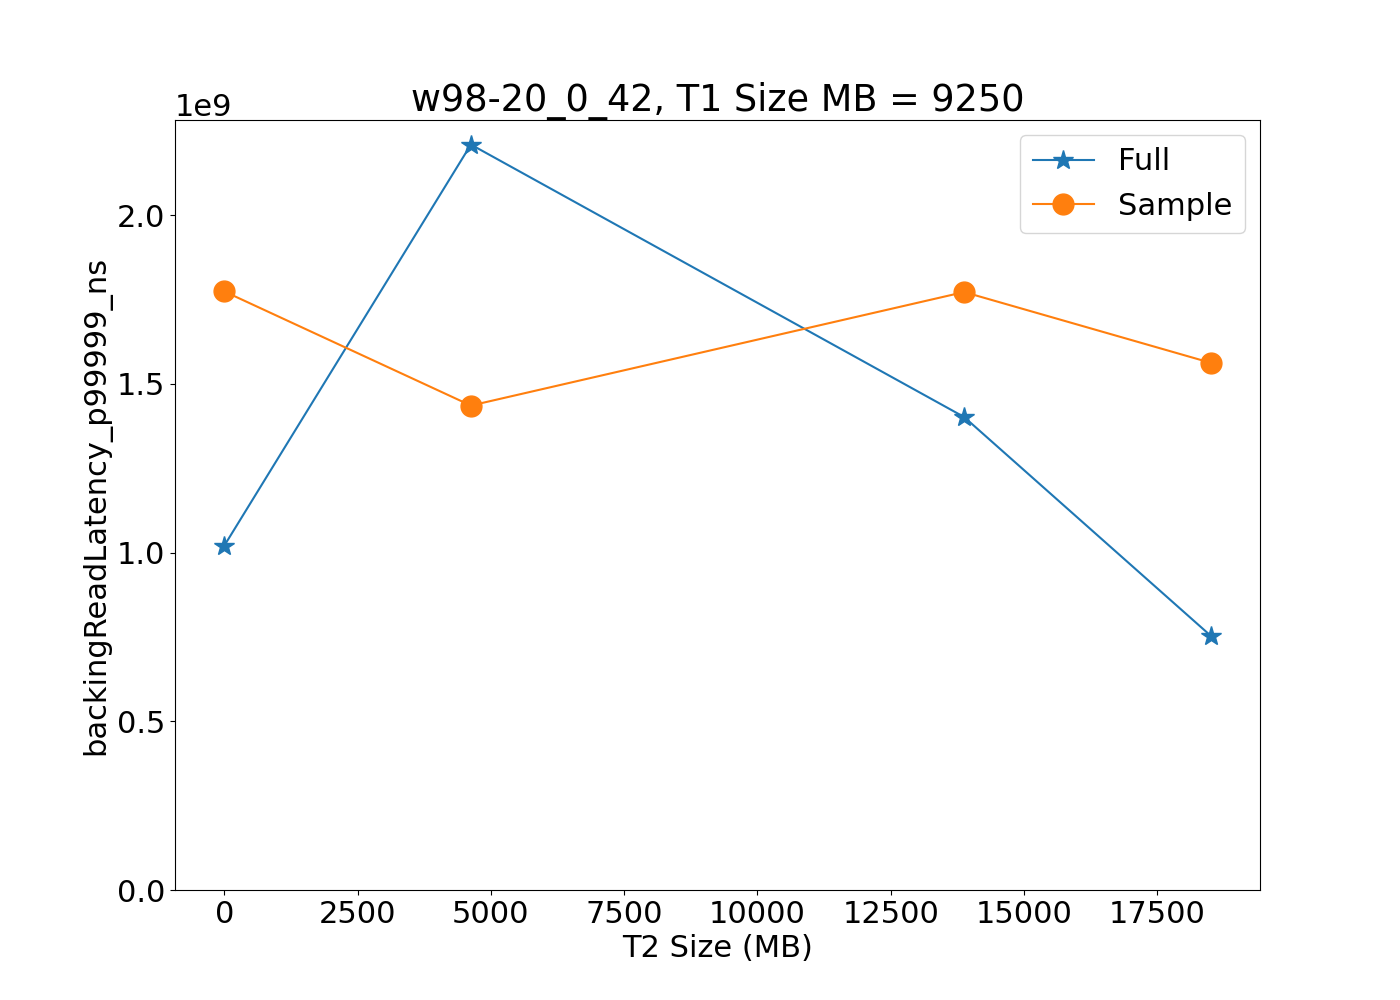 w98-20_0_42, T1 Size MB = 9250
1e9
Full
Sample
2.0
1.5
1.0
0.5
0.0
backingReadLatency_p99999_ns
0 2500 5000 7500 10000 12500 15000 17500
T2 Size (MB)